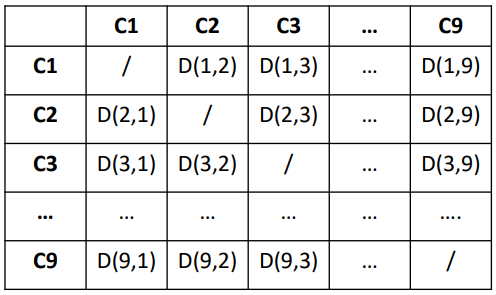 C1 C2 C3 ... C9
C1 / D(1,2) D(1,3) ... D(1,9)
C2 D(2,1) / D(2,3) ... D(2,9)
C3 D(3,1) D(3,2) / D(3,9)
... ... ... ... ... ....
C9 D(9,1) D(9,2) D(9,3) ... /